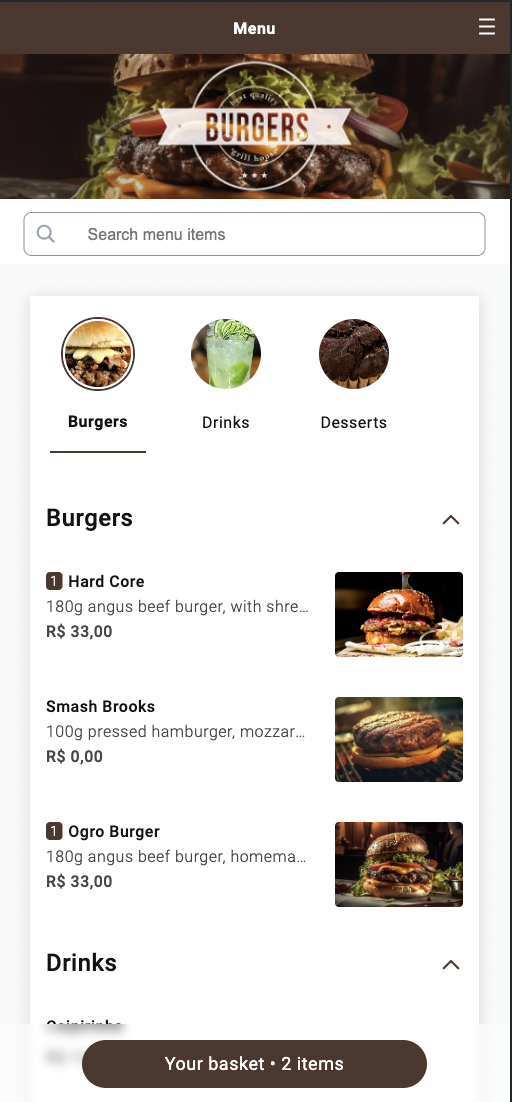 Menu
best quality
BURGERS
grill house
Search menu items
Burgers
Drinks
Desserts
Burgers
1 Hard Core
180g angus beef burger, with shre...
R$ 33,00
Smash Brooks
100g pressed hamburger, mozzar...
R$ 0,00
1 Ogro Burger
180g angus beef burger, homema...
R$ 33,00
Drinks
Your basket • 2 items